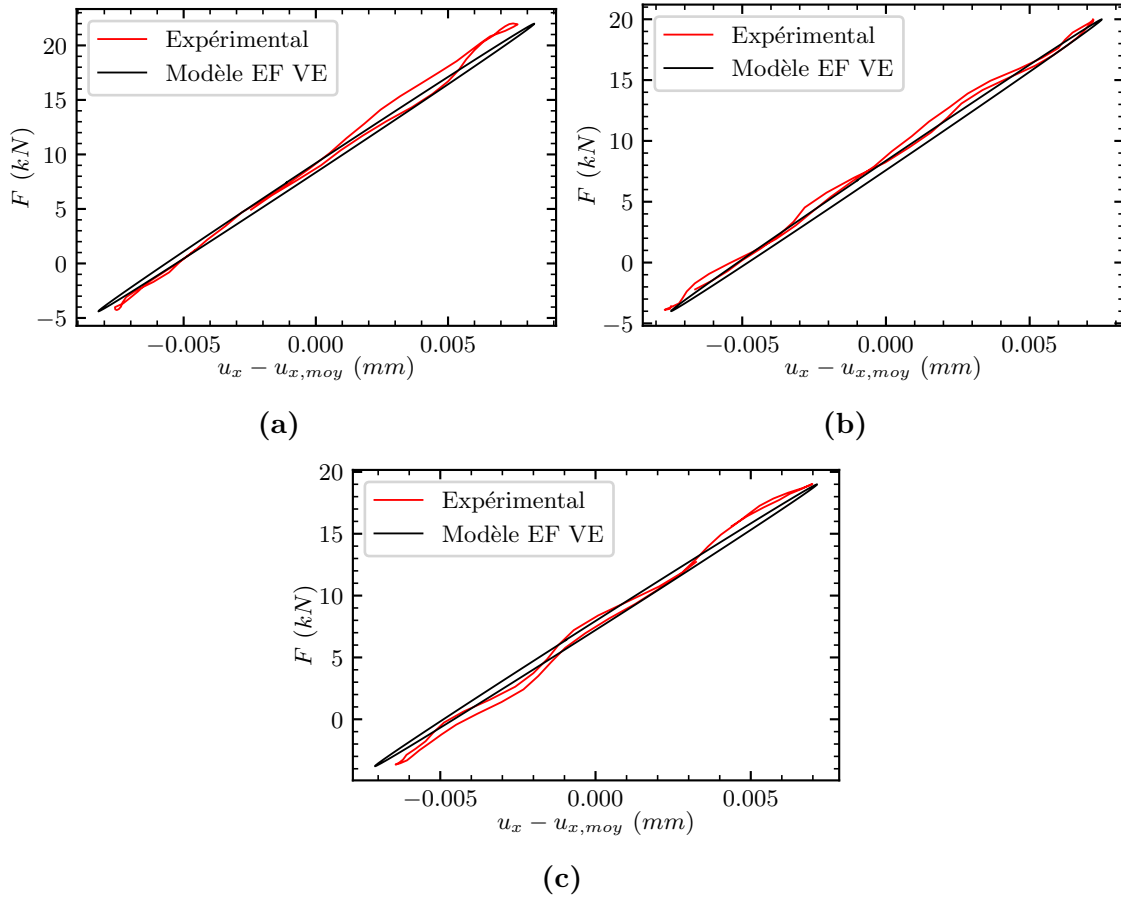 20
15
10
5
0
−5
F (kN)
Expérimental
Modèle EF VE
−0.005
0.000
0.005
u_x − u_{x,moy} (mm)
(a)
20
15
10
5
0
−5
F (kN)
Expérimental
Modèle EF VE
−0.005
0.000
0.005
u_x − u_{x,moy} (mm)
(b)
20
15
10
5
0
F (kN)
Expérimental
Modèle EF VE
−0.005
0.000
0.005
u_x − u_{x,moy} (mm)
(c)